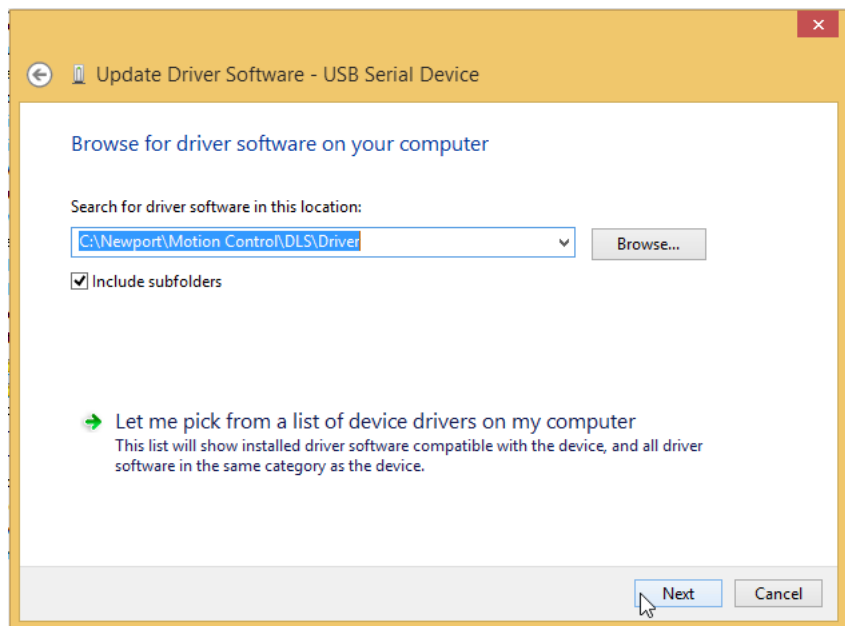 Update Driver Software - USB Serial Device
Browse for driver software on your computer
Search for driver software in this location:
C:\Newport\Motion Control\DLS\Driver
Browse...
Include subfolders
Let me pick from a list of device drivers on my computer
This list will show installed driver software compatible with the device, and all driver
software in the same category as the device.
Next
Cancel